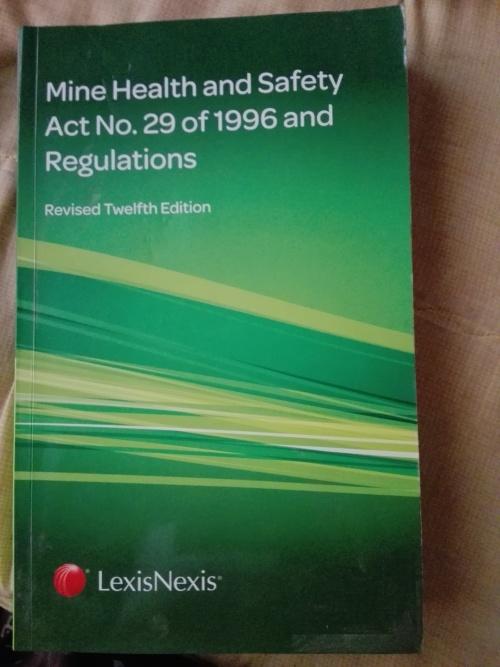 Mine Health and Safety
Act No. 29 of 1996 and
Regulations
Revised Twelfth Edition
LexisNexis®